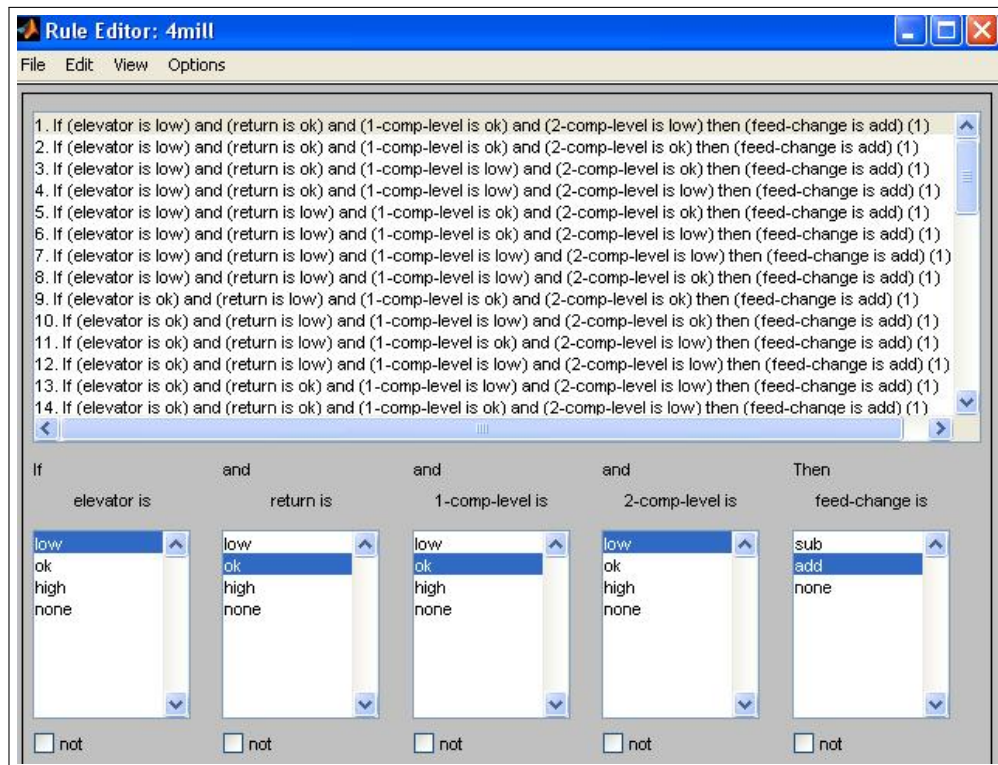 Rule Editor: 4mill
File Edit View Options
1. If (elevator is low) and (return is ok) and (1-comp-level is ok) and (2-comp-level is low) then (feed-change is add) (1)
2. If (elevator is low) and (return is ok) and (1-comp-level is ok) and (2-comp-level is ok) then (feed-change is add) (1)
3. If (elevator is low) and (return is ok) and (1-comp-level is low) and (2-comp-level is ok) then (feed-change is add) (1)
4. If (elevator is low) and (return is ok) and (1-comp-level is low) and (2-comp-level is low) then (feed-change is add) (1)
5. If (elevator is low) and (return is low) and (1-comp-level is ok) and (2-comp-level is ok) then (feed-change is add) (1)
6. If (elevator is low) and (return is low) and (1-comp-level is ok) and (2-comp-level is low) then (feed-change is add) (1)
7. If (elevator is low) and (return is low) and (1-comp-level is low) and (2-comp-level is low) then (feed-change is add) (1)
8. If (elevator is low) and (return is low) and (1-comp-level is low) and (2-comp-level is ok) then (feed-change is add) (1)
9. If (elevator is ok) and (return is low) and (1-comp-level is ok) and (2-comp-level is ok) then (feed-change is add) (1)
10. If (elevator is ok) and (return is low) and (1-comp-level is low) and (2-comp-level is ok) then (feed-change is add) (1)
11. If (elevator is ok) and (return is low) and (1-comp-level is ok) and (2-comp-level is low) then (feed-change is add) (1)
12. If (elevator is ok) and (return is low) and (1-comp-level is low) and (2-comp-level is low) then (feed-change is add) (1)
13. If (elevator is ok) and (return is ok) and (1-comp-level is low) and (2-comp-level is low) then (feed-change is add) (1)
14. If (elevator is ok) and (return is ok) and (1-comp-level is ok) and (2-comp-level is low) then (feed-change is add) (1)
If and and and Then
elevator is return is 1-comp-level is 2-comp-level is feed-change is
low low low low sub
ok ok ok ok add
high high high high none
none none none none
not not not not not